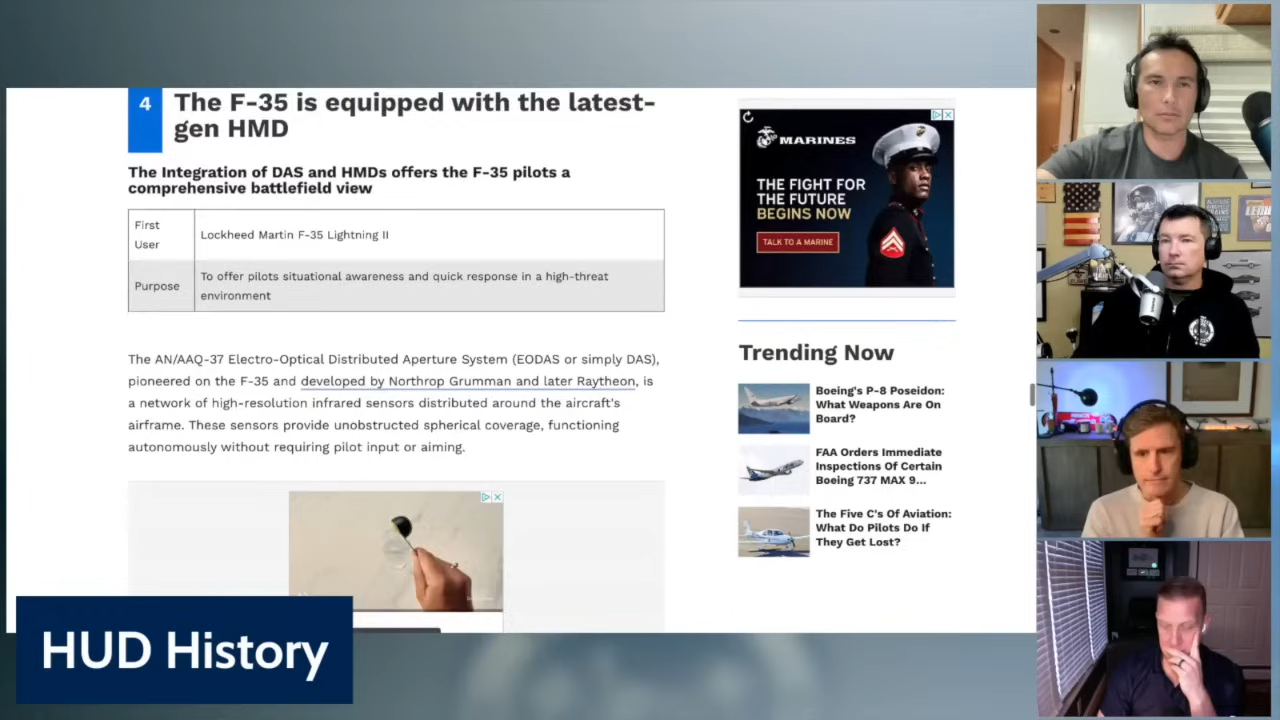 4
The F-35 is equipped with the latest-
gen HMD
The Integration of DAS and HMDs offers the F-35 pilots a
comprehensive battlefield view
First
User
Lockheed Martin F-35 Lightning II
Purpose
To offer pilots situational awareness and quick response in a high-threat
environment
The AN/AAQ-37 Electro-Optical Distributed Aperture System (EODAS or simply DAS),
pioneered on the F-35 and developed by Northrop Grumman and later Raytheon, is
a network of high-resolution infrared sensors distributed around the aircraft's
airframe. These sensors provide unobstructed spherical coverage, functioning
autonomously without requiring pilot input or aiming.
MARINES
THE FIGHT FOR
THE FUTURE
BEGINS NOW
TALK TO A MARINE
Trending Now
Boeing's P-8 Poseidon:
What Weapons Are On
Board?
FAA Orders Immediate
Inspections Of Certain
Boeing 737 MAX 9...
The Five C's Of Aviation:
What Do Pilots Do If
They Get Lost?
HUD History